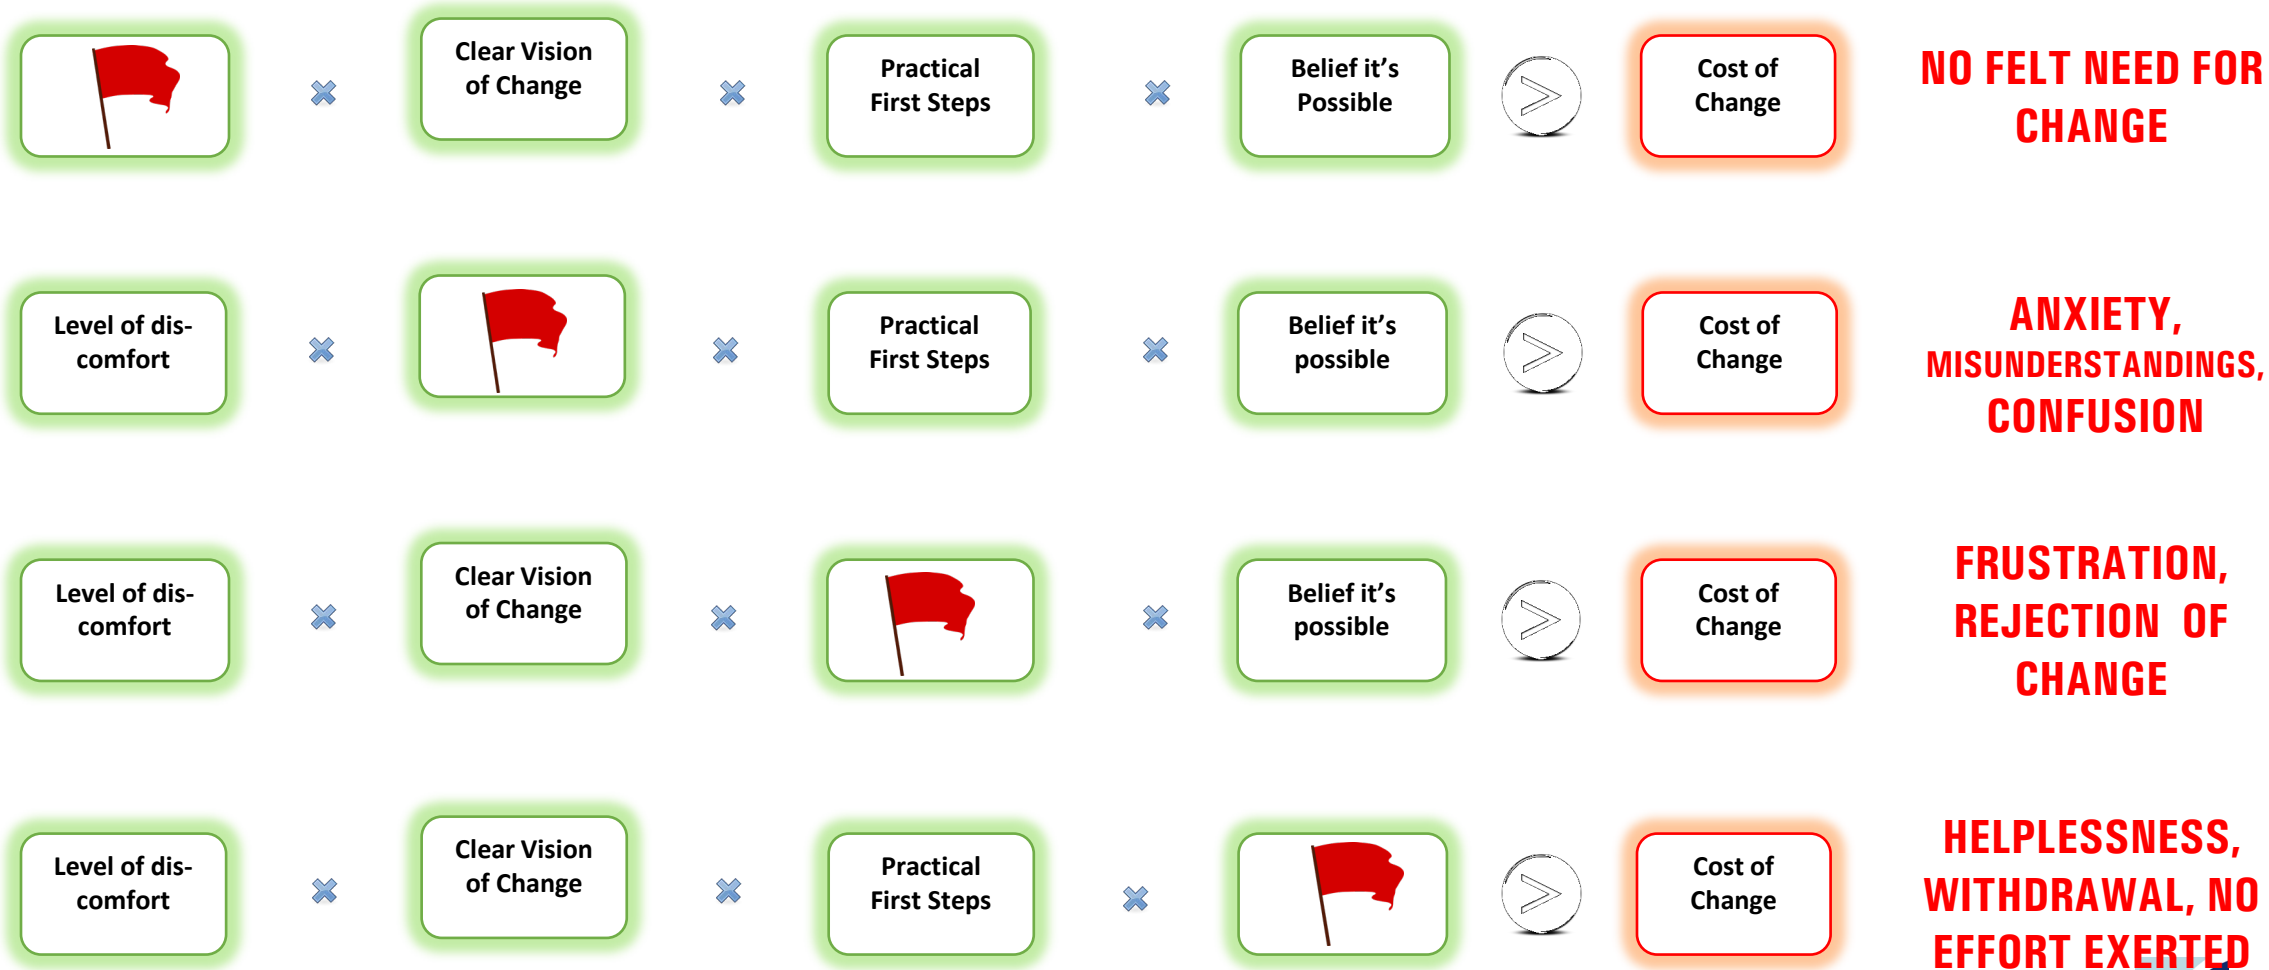 Clear Vision
of Change
Practical
First Steps
Belief it's
Possible
>
Cost of
Change
NO FELT NEED FOR
CHANGE
Level of dis-
comfort
Practical
First Steps
Belief it's
possible
>
Cost of
Change
ANXIETY,
MISUNDERSTANDINGS,
CONFUSION
Level of dis-
comfort
Clear Vision
of Change
Belief it's
possible
>
Cost of
Change
FRUSTRATION,
REJECTION OF
CHANGE
Level of dis-
comfort
Clear Vision
of Change
Practical
First Steps
>
Cost of
Change
HELPLESSNESS,
WITHDRAWAL, NO
EFFORT EXERTED